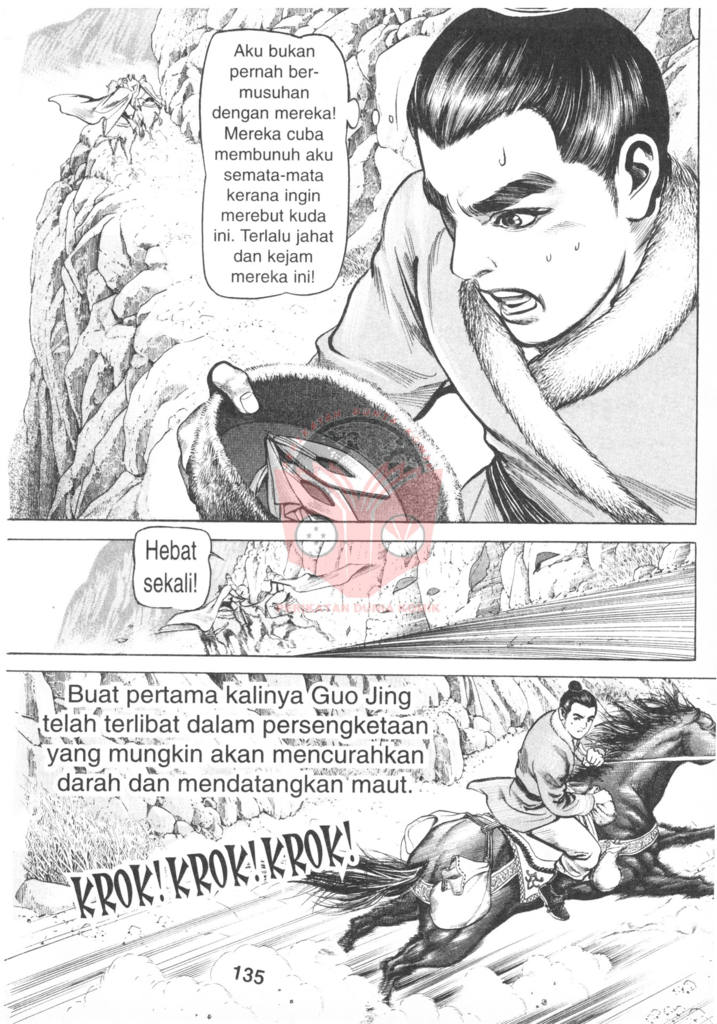 Aku bukan
pernah ber-
musuhan
dengan mereka!
Mereka cuba
membunuh aku
semata-mata
kerana ingin
merebut kuda
ini. Terlalu jahat
dan kejam
mereka ini!
Hebat
sekali!
Buat pertama kalinya Guo Jing
telah terlibat dalam persengketaan
yang mungkin akan mencurahkan
darah dan mendatangkan maut.
KROK! KROK! KROK!
135